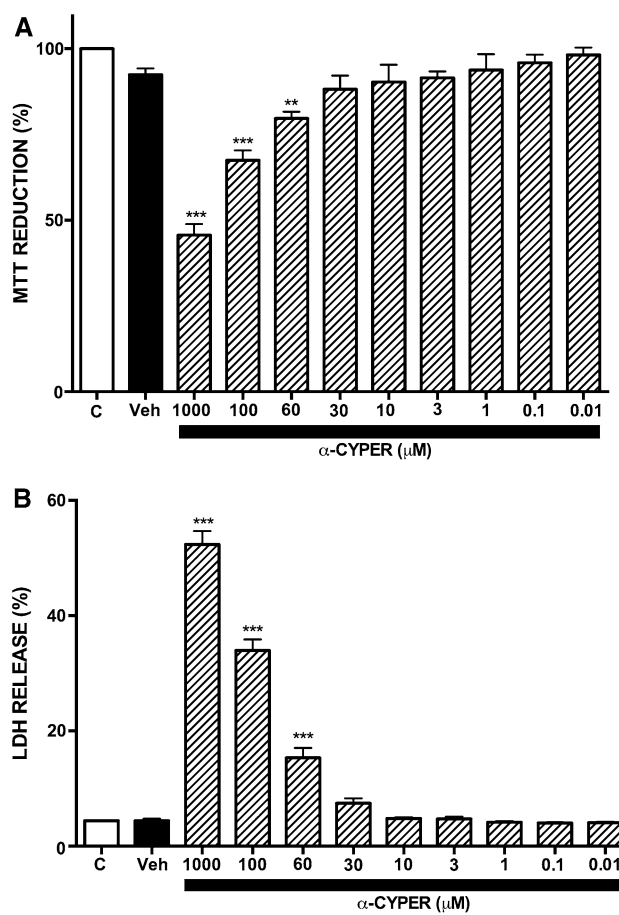 A
MTT REDUCTION (%)
100
50
0
***
***
**
C Veh 1000 100 60 30 10 3 1 0.1 0.01
α-CYPER (μM)
B
LDH RELEASE (%)
60
40
20
0
***
***
***
C Veh 1000 100 60 30 10 3 1 0.1 0.01
α-CYPER (μM)